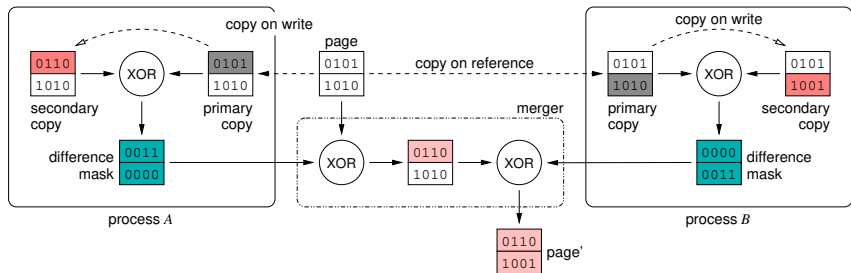 copy on write
0110
1010
XOR
0101
1010
secondary
copy
primary
copy
difference
mask
0011
0000
process A
page
0101
1010
copy on reference
merger
XOR
0110
1010
XOR
0110
1001
page'
copy on write
0101
1010
XOR
0101
1001
primary
copy
secondary
copy
0000
0011
difference
mask
process B